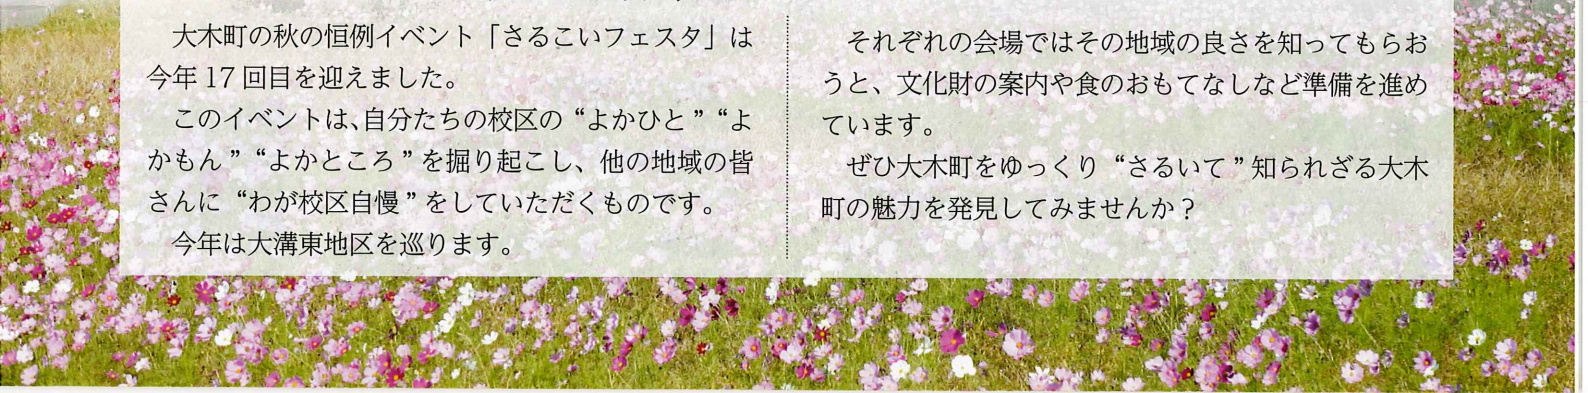 大木町の秋の恒例イベント「さるこいフェスタ」は
今年 17 回目を迎えました。
このイベントは、自分たちの校区の“よかひと”“よ
かもん”“よかところ”を掘り起こし、他の地域の皆
さんに“わが校区自慢”をしていただくものです。
今年は大溝東地区を巡ります。
それぞれの会場ではその地域の良さを知ってもらお
うと、文化財の案内や食のおもてなしなど準備を進め
ています。
ぜひ大木町をゆっくり“さるいて”知られざる大木
町の魅力を発見してみませんか？